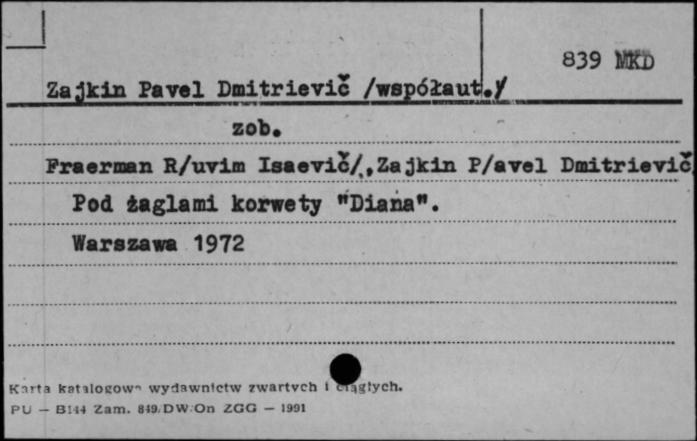 839 MKD
Zajkin Pavel Dmitrievič /współaut./
zob.
Fraerman R/uvim Isaevič/, Zajkin P/avel Dmitrievič
Pod żaglami korwety "Diana".
Warszawa 1972
Karta katalogowa wydawnictw zwartych i ciągłych.
PU — B144 Zam. 849/DW/On ZGG — 1991